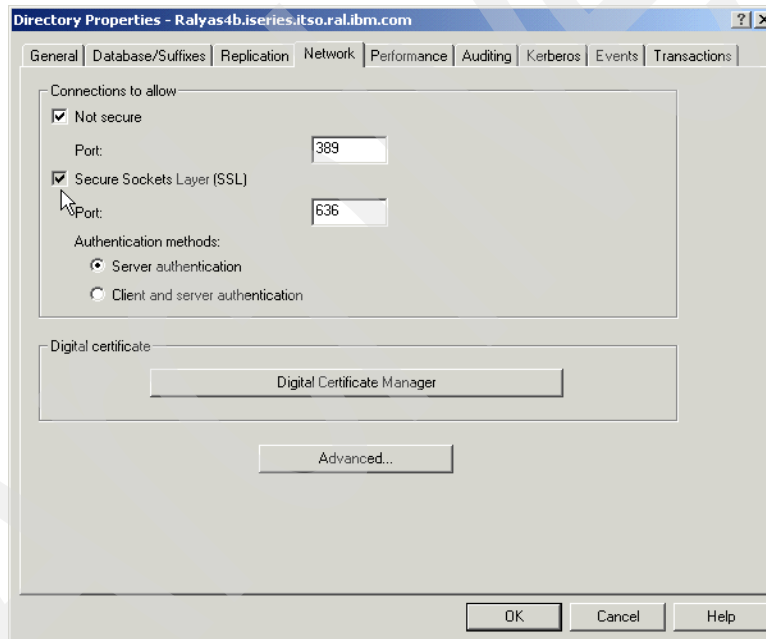 Directory Properties - Ralyas4b.iseries.itso.ral.ibm.com
General Database/Suffixes Replication Network Performance Auditing Kerberos Events Transactions
Connections to allow
Not secure
Port: 389
Secure Sockets Layer (SSL)
Port: 636
Authentication methods:
Server authentication
Client and server authentication
Digital certificate
Digital Certificate Manager
Advanced...
OK Cancel Help